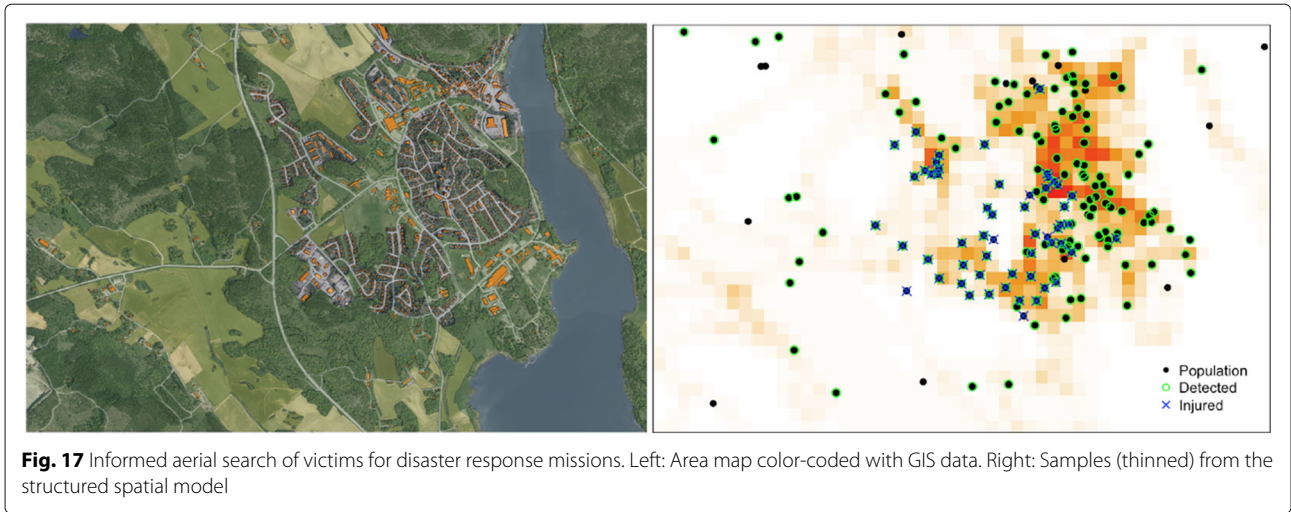 Population
Detected
Injured
Fig. 17 Informed aerial search of victims for disaster response missions. Left: Area map color-coded with GIS data. Right: Samples (thinned) from the
structured spatial model